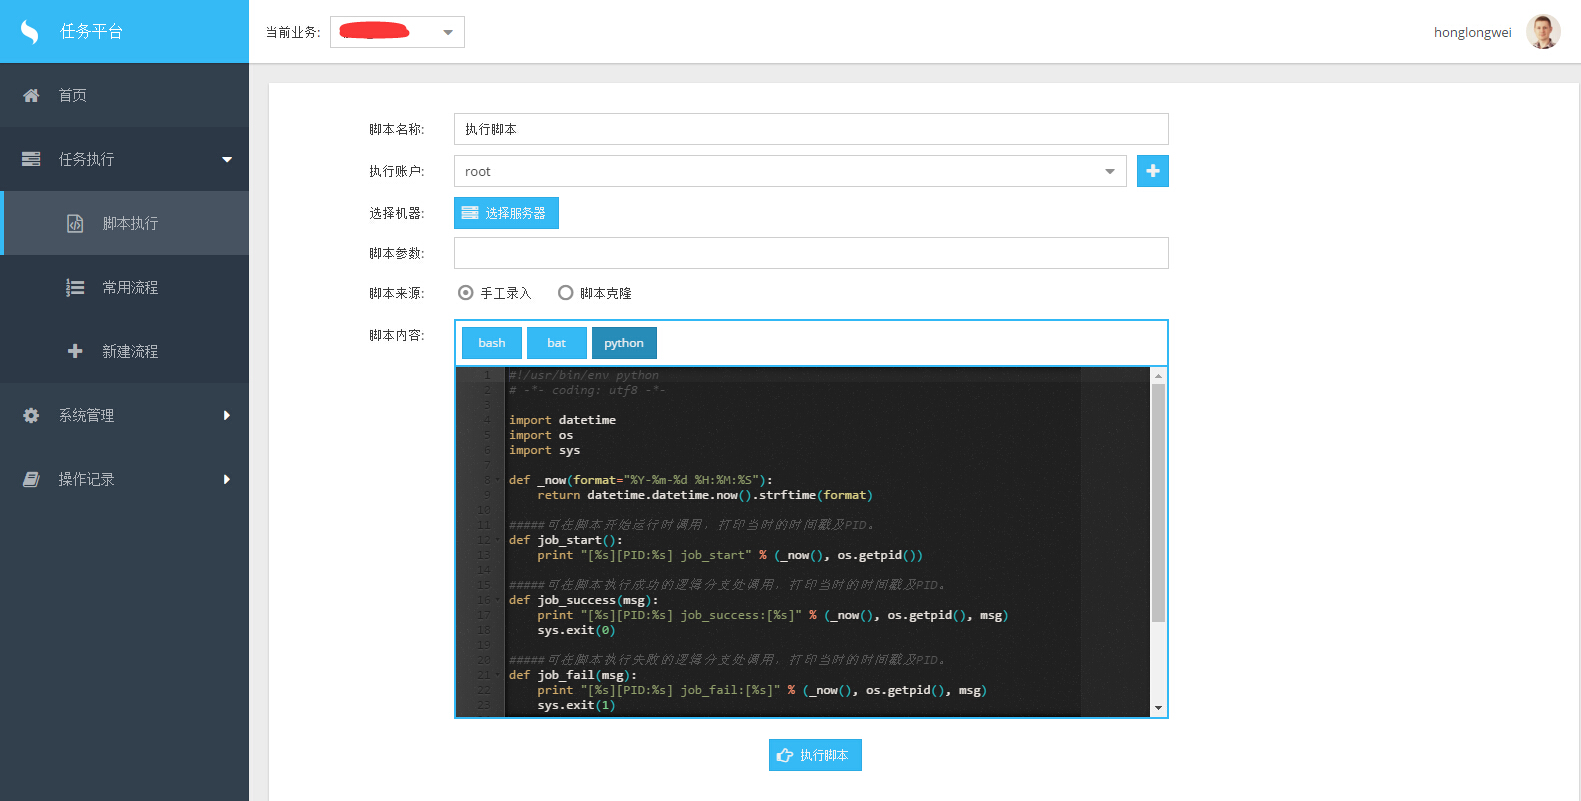 任务平台
当前业务:
honglongwei
首页
任务执行
脚本执行
常用流程
新建流程
系统管理
操作记录
脚本名称: 执行脚本
执行账户: root
选择机器: 选择服务器
脚本参数:
脚本来源: 手工录入 脚本克隆
脚本内容: bash bat python
1 #!/usr/bin/env python
2 # -*- coding: utf8 -*-
3
4 import datetime
5 import os
6 import sys
7
8 def _now(format="%Y-%m-%d %H:%M:%S"):
9 return datetime.datetime.now().strftime(format)
10
11 #####可在脚本开始运行时调用，打印当时的时间戳及PID。
12 def job_start():
13 print "[%s][PID:%s] job_start" % (_now(), os.getpid())
14
15 #####可在脚本执行成功的逻辑分支处调用，打印当时的时间戳及PID。
16 def job_success(msg):
17 print "[%s][PID:%s] job_success:[%s]" % (_now(), os.getpid(), msg)
18 sys.exit(0)
19
20 #####可在脚本执行失败的逻辑分支处调用，打印当时的时间戳及PID。
21 def job_fail(msg):
22 print "[%s][PID:%s] job_fail:[%s]" % (_now(), os.getpid(), msg)
23 sys.exit(1)
执行脚本